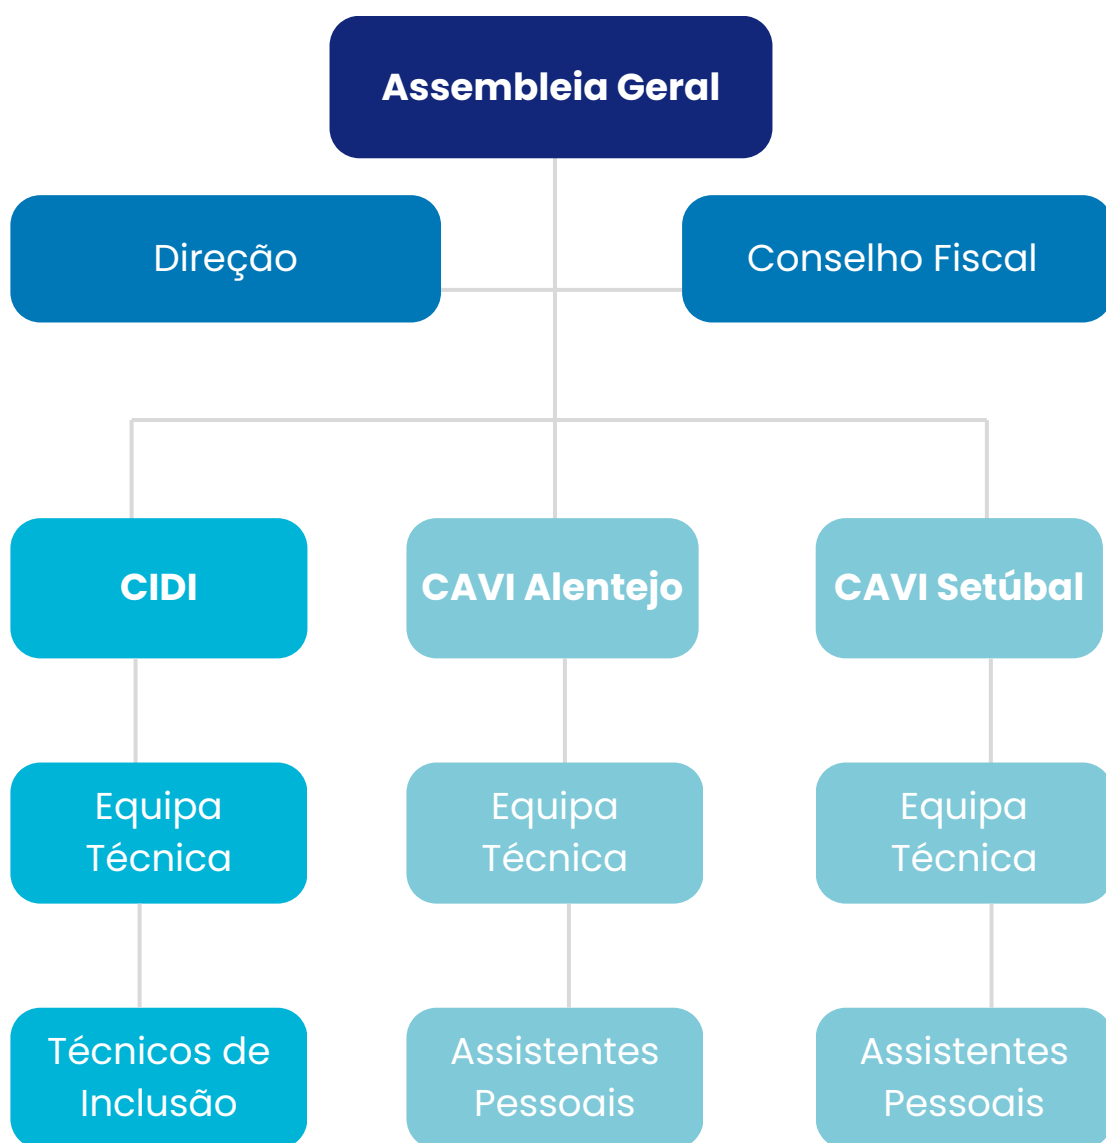 Assembleia Geral
Direção
Conselho Fiscal
CIDI
CAVI Alentejo
CAVI Setúbal
Equipa
Técnica
Equipa
Técnica
Equipa
Técnica
Técnicos de
Inclusão
Assistentes
Pessoais
Assistentes
Pessoais